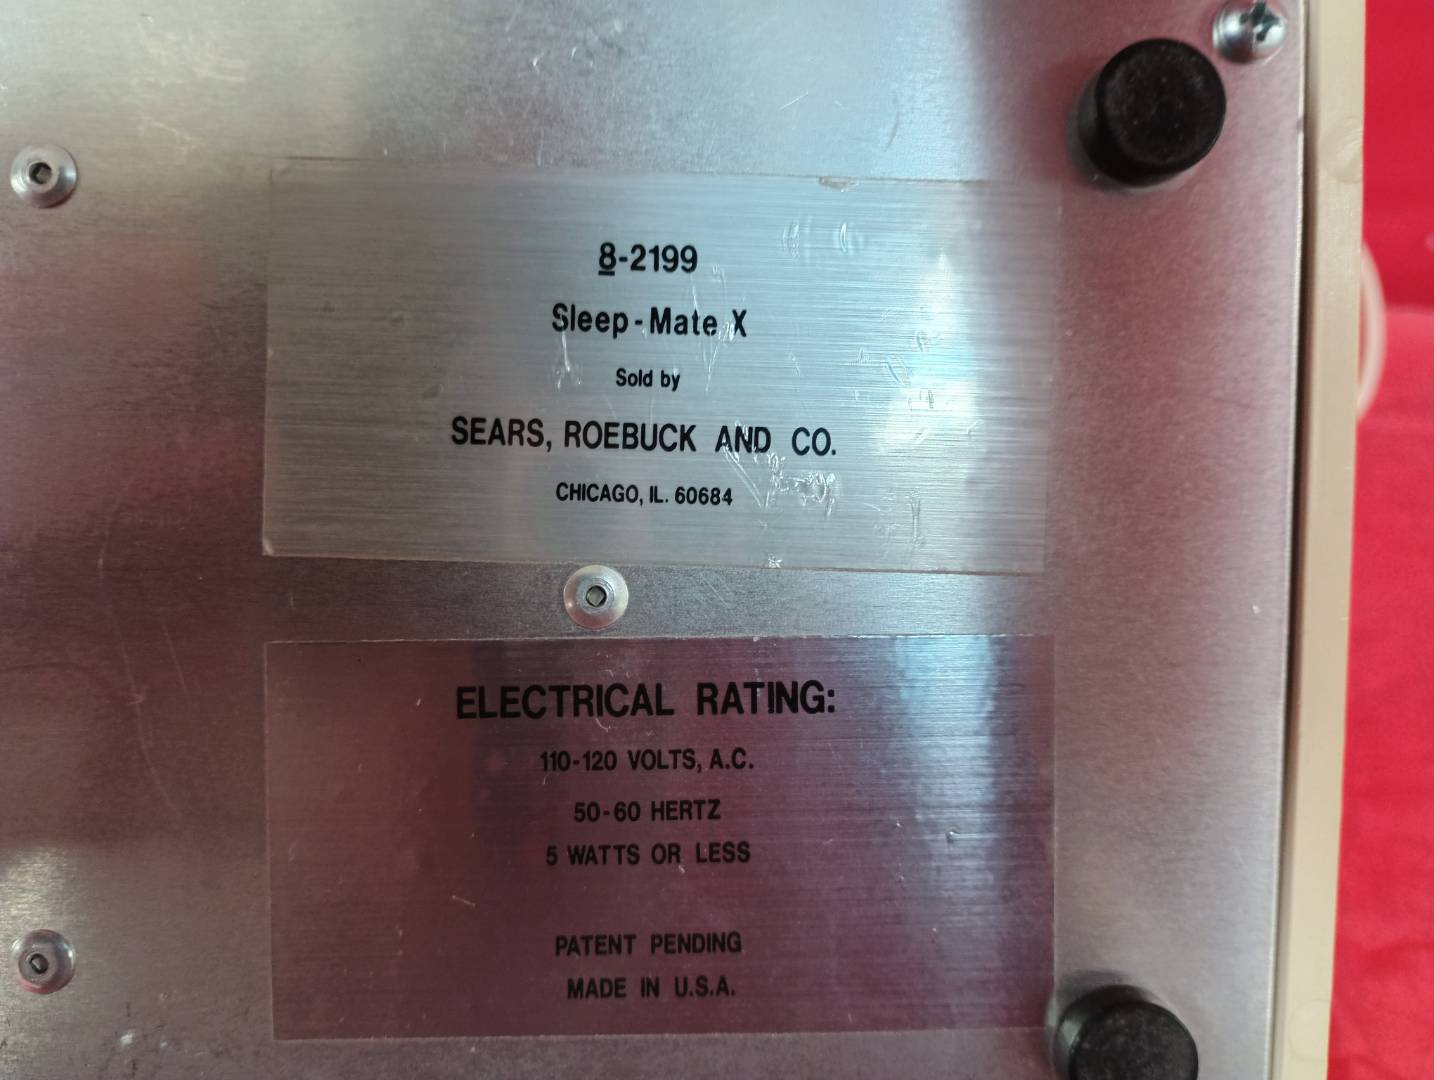 8-2199
Sleep-Mate X
Sold by
SEARS, ROEBUCK AND CO.
CHICAGO, IL. 60684
ELECTRICAL RATING:
110-120 VOLTS, A.C.
50-60 HERTZ
5 WATTS OR LESS
PATENT PENDING
MADE IN U.S.A.